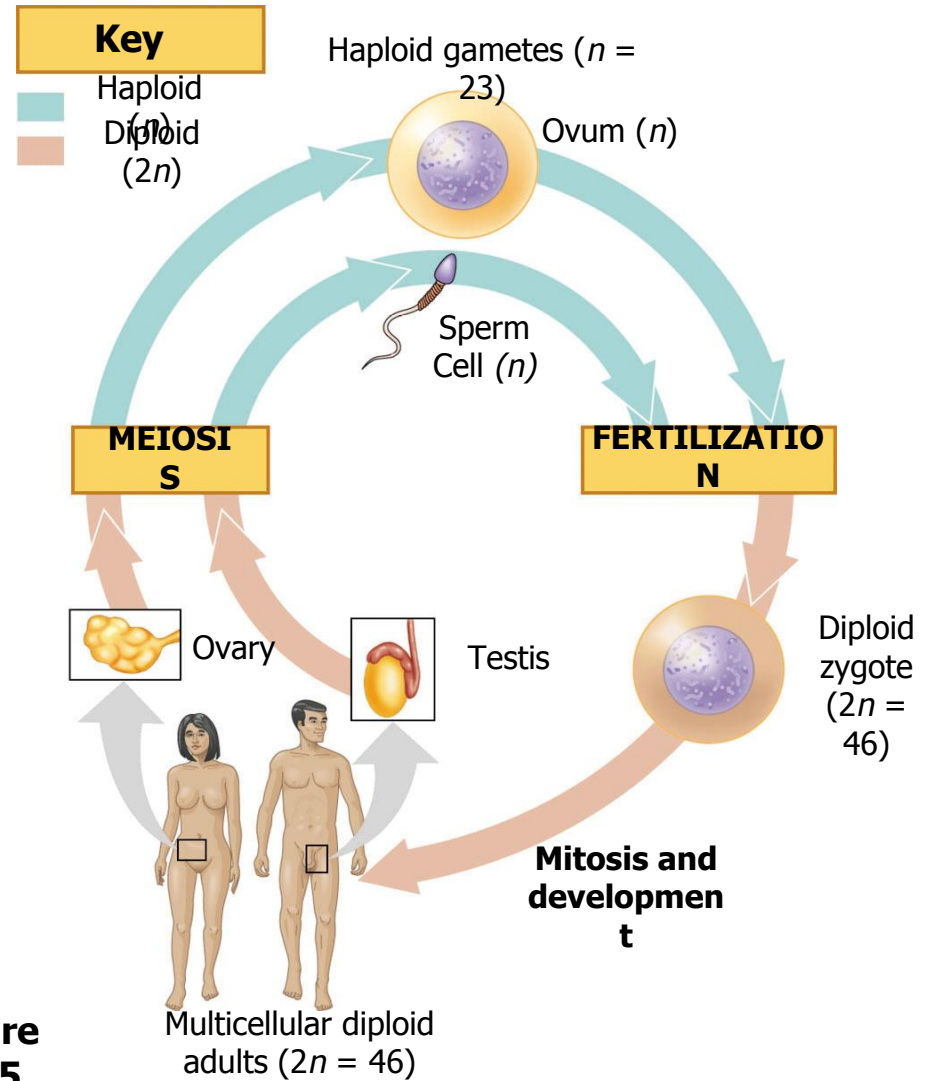 Key
Haploid
(n)
Diploid
(2n)
Haploid gametes (n =
23)
Ovum (n)
Sperm
Cell (n)
MEIOSI
S
FERTILIZATIO
N
Ovary
Testis
Diploid
zygote
(2n =
46)
Mitosis and
developmen
t
Multicellular diploid
adults (2n = 46)
re
5